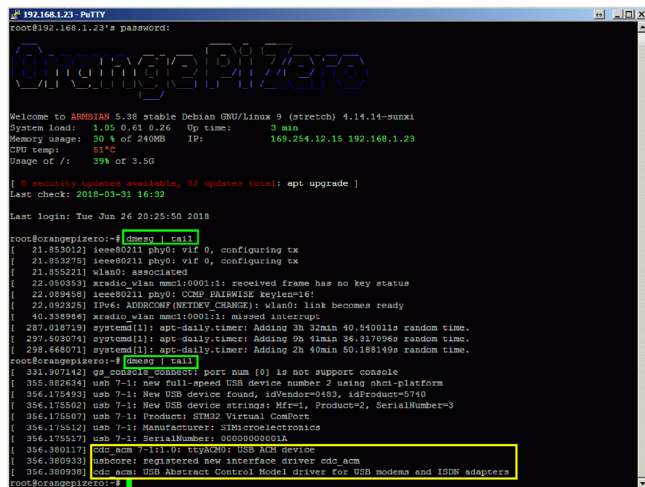 192.168.1.23 - PuTTY
root@192.168.1.23's password:
Welcome to ARMBIAN 5.38 stable Debian GNU/Linux 9 (stretch) 4.14.14-sunxi
System load:   1.05 0.61 0.26   Up time:       3 min
Memory usage:  30 % of 240MB    IP:            169.254.12.15 192.168.1.23
CPU temp:      51°C
Usage of /:    39% of 3.5G
[ 0 security updates available, 32 updates total: apt upgrade ]
Last check: 2018-03-31 16:32
Last login: Tue Jun 26 20:25:50 2018
root@orangepizero:~# dmesg | tail
[   21.853012] ieee80211 phy0: vif 0, configuring tx
[   21.853275] ieee80211 phy0: vif 0, configuring tx
[   21.855221] wlan0: associated
[   22.050353] xradio_wlan mmc1:0001:1: received frame has no key status
[   22.089458] ieee80211 phy0: CCMP_PAIRWISE keylen=16!
[   22.092325] IPv6: ADDRCONF(NETDEV_CHANGE): wlan0: link becomes ready
[   40.338986] xradio_wlan mmc1:0001:1: missed interrupt
[  287.018719] systemd[1]: apt-daily.timer: Adding 3h 32min 40.540011s random time.
[  297.503074] systemd[1]: apt-daily.timer: Adding 9h 41min 36.317096s random time.
[  298.668071] systemd[1]: apt-daily.timer: Adding 2h 40min 50.188149s random time.
root@orangepizero:~# dmesg | tail
[  331.907142] gs_console_connect: port num [0] is not support console
[  355.882634] usb 7-1: new full-speed USB device number 2 using ohci-platform
[  356.175493] usb 7-1: New USB device found, idVendor=0483, idProduct=5740
[  356.175502] usb 7-1: New USB device strings: Mfr=1, Product=2, SerialNumber=3
[  356.175507] usb 7-1: Product: STM32 Virtual ComPort
[  356.175512] usb 7-1: Manufacturer: STMicroelectronics
[  356.175517] usb 7-1: SerialNumber: 00000000001A
[  356.380117] cdc_acm 7-1:1.0: ttyACM0: USB ACM device
[  356.380933] usbcore: registered new interface driver cdc_acm
[  356.380938] cdc_acm: USB Abstract Control Model driver for USB modems and ISDN adapters
root@orangepizero:~#